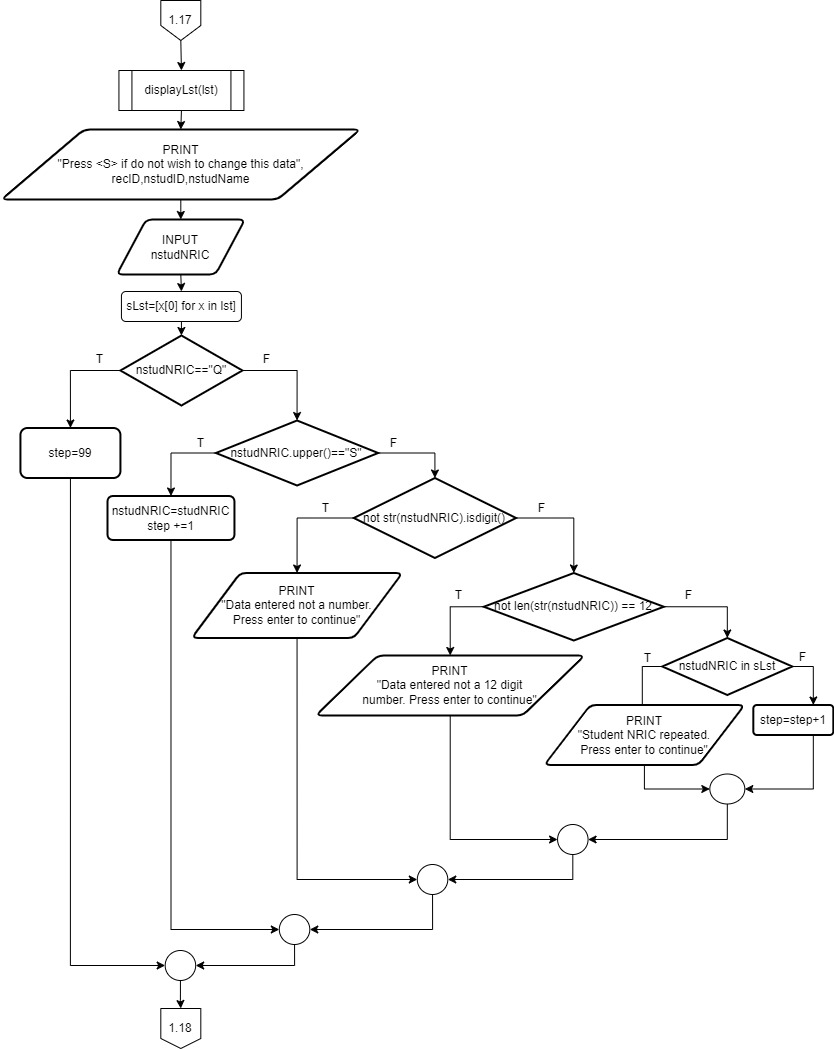 1.17
displayLst(lst)
PRINT
"Press <S> if do not wish to change this data",
recID,nstudID,nstudName
INPUT
nstudNRIC
sLst=[x[0] for x in lst]
T
nstudNRIC=="Q"
F
step=99
T
nstudNRIC.upper()=="S"
F
nstudNRIC=studNRIC
step +=1
T
not str(nstudNRIC).isdigit()
F
PRINT
"Data entered not a number.
Press enter to continue"
T
not len(str(nstudNRIC)) == 12
F
PRINT
"Data entered not a 12 digit
number. Press enter to continue"
T
nstudNRIC in sLst
F
PRINT
"Student NRIC repeated.
Press enter to continue"
step=step+1
1.18